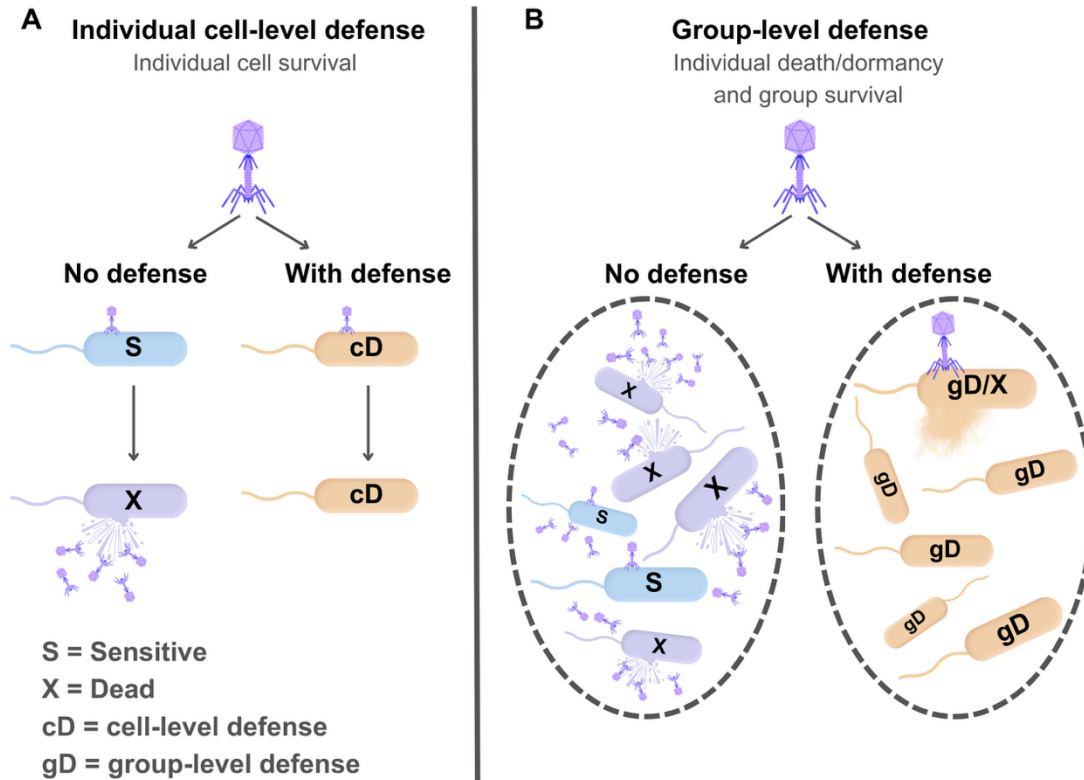 A
Individual cell-level defense
Individual cell survival
No defense
With defense
S
cD
X
cD
S = Sensitive
X = Dead
cD = cell-level defense
gD = group-level defense
B
Group-level defense
Individual death/dormancy
and group survival
No defense
With defense
X
X
X
S
S
X
gD/X
gD
gD
gD
gD
gD